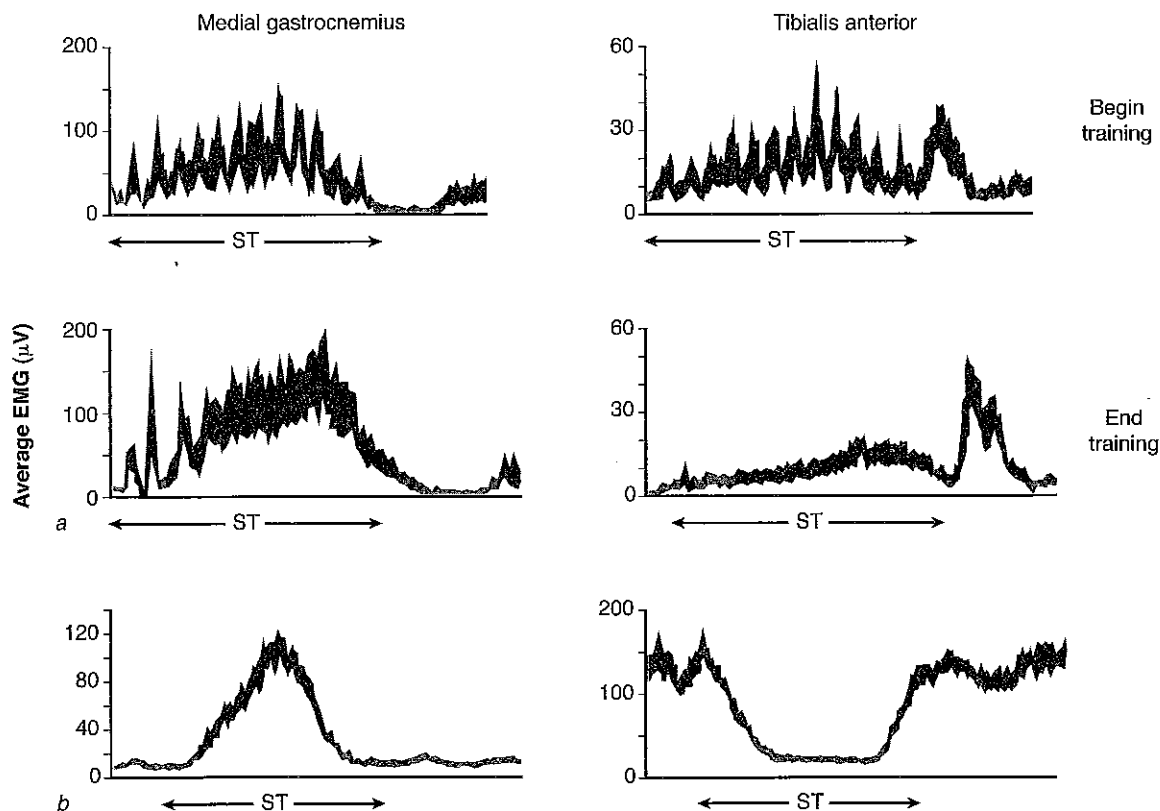 Medial gastrocnemius
Tibialis anterior
200
100
50
0
ST
60
30
0
ST
Begin
training
Average EMG (µV)
200
100
0
a
ST
60
30
0
ST
End
training
120
80
40
0
b
ST
200
100
0
ST